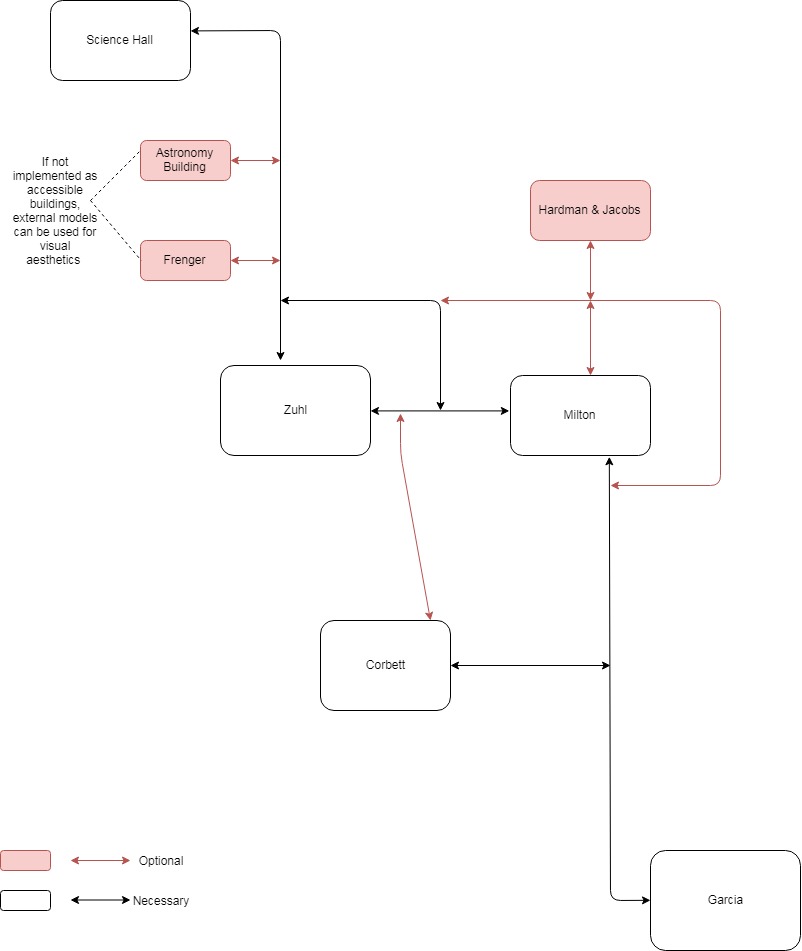 Science Hall
Astronomy
Building
If not
implemented as
accessible
buildings,
external models
can be used for
visual
aesthetics
Hardman & Jacobs
Frenger
Zuhl
Milton
Corbett
Optional
Necessary
Garcia